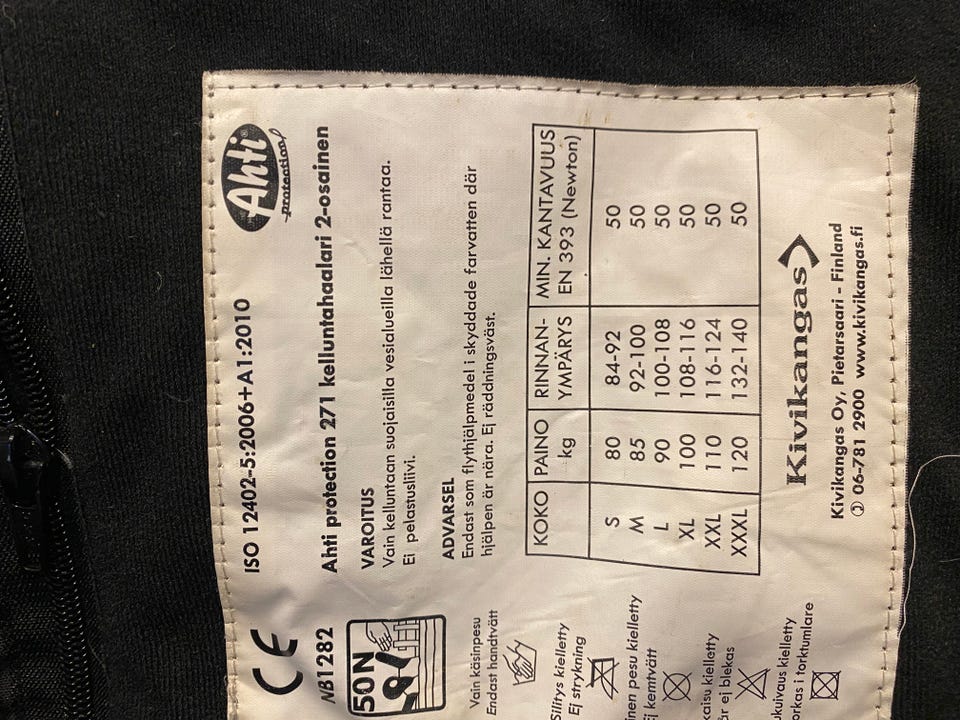 CE
NB1282
50N
Vain käsinpesu
Endast handtvätt
Silitys kielletty
Ej strykning
pesu kielletty
Ej kemtvätt
kielletty
är ej blekas
kielletty
i torktumlare
Ahti
protection
ISO 12402-5:2006+A1:2010
Ahti protection 271 kelluntahaalari 2-osainen
VAROITUS
Vain kelluntaan suojaisilla vesialueilla lähellä rantaa.
Ei pelastusliivi.
ADVARSEL
Endast som flythjälpmedel i skyddade farvatten där
hjälpen är nära. Ej räddningsväst.
KOKO PAINO kg RINNAN-YMPÄRYS MIN. KANTAVUUS EN 393 (Newton)
S 80 84-92 50
M 85 92-100 50
L 90 100-108 50
XL 100 108-116 50
XXL 110 116-124 50
XXXL 120 132-140 50
Kivikangas
Kivikangas Oy, Pietarsaari - Finland
✆ 06-781 2900 www.kivikangas.fi